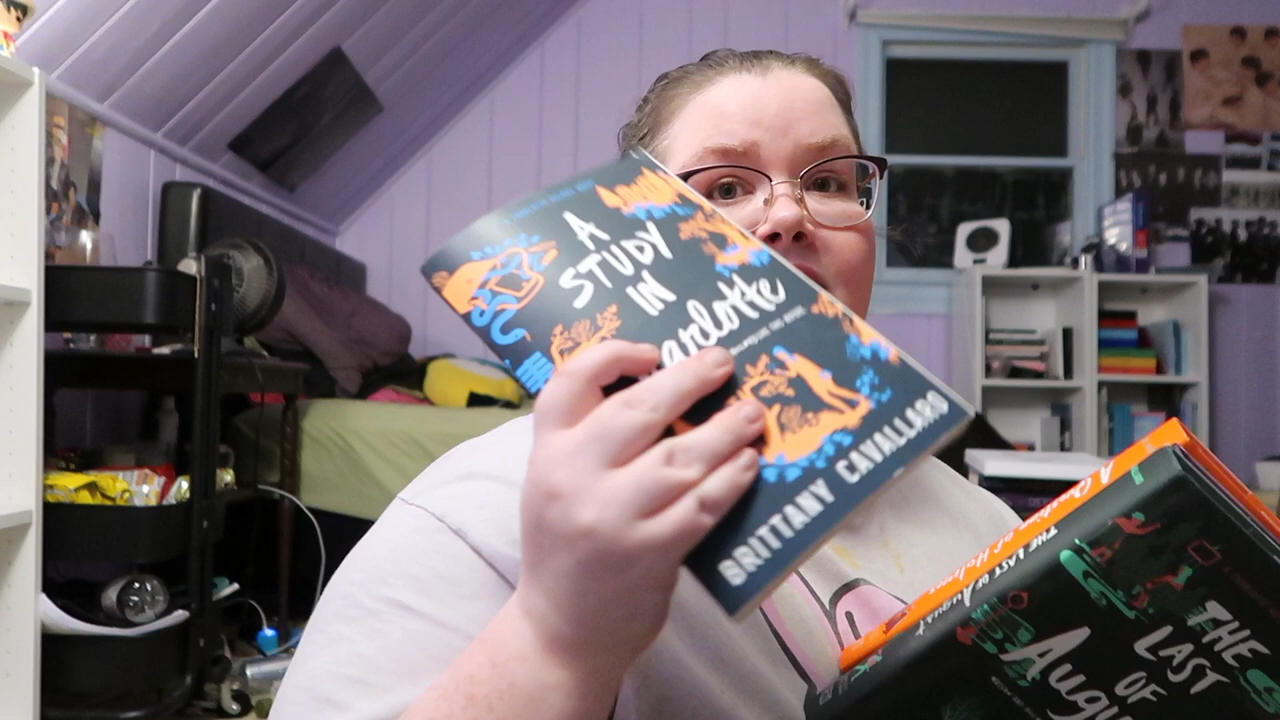 A
STUDY
IN
arlotte
BRITTANY CAVALLARO
A Question of Holmes
THE LAST OF AUGUST
THE
LAST
OF
Augu